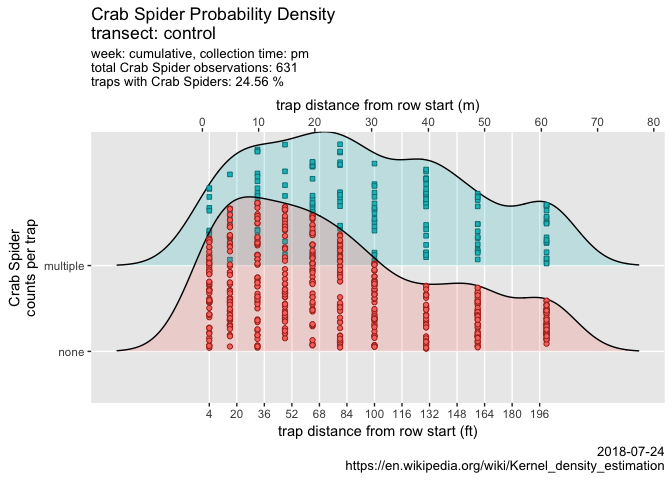 Crab Spider Probability Density
transect: control
week: cumulative, collection time: pm
total Crab Spider observations: 631
traps with Crab Spiders: 24.56 %
trap distance from row start (m)
0 10 20 30 40 50 60 70 80
Crab Spider
counts per trap
multiple
none
4 20 36 52 68 84 100 116 132 148 164 180 196
trap distance from row start (ft)
2018-07-24
https://en.wikipedia.org/wiki/Kernel_density_estimation